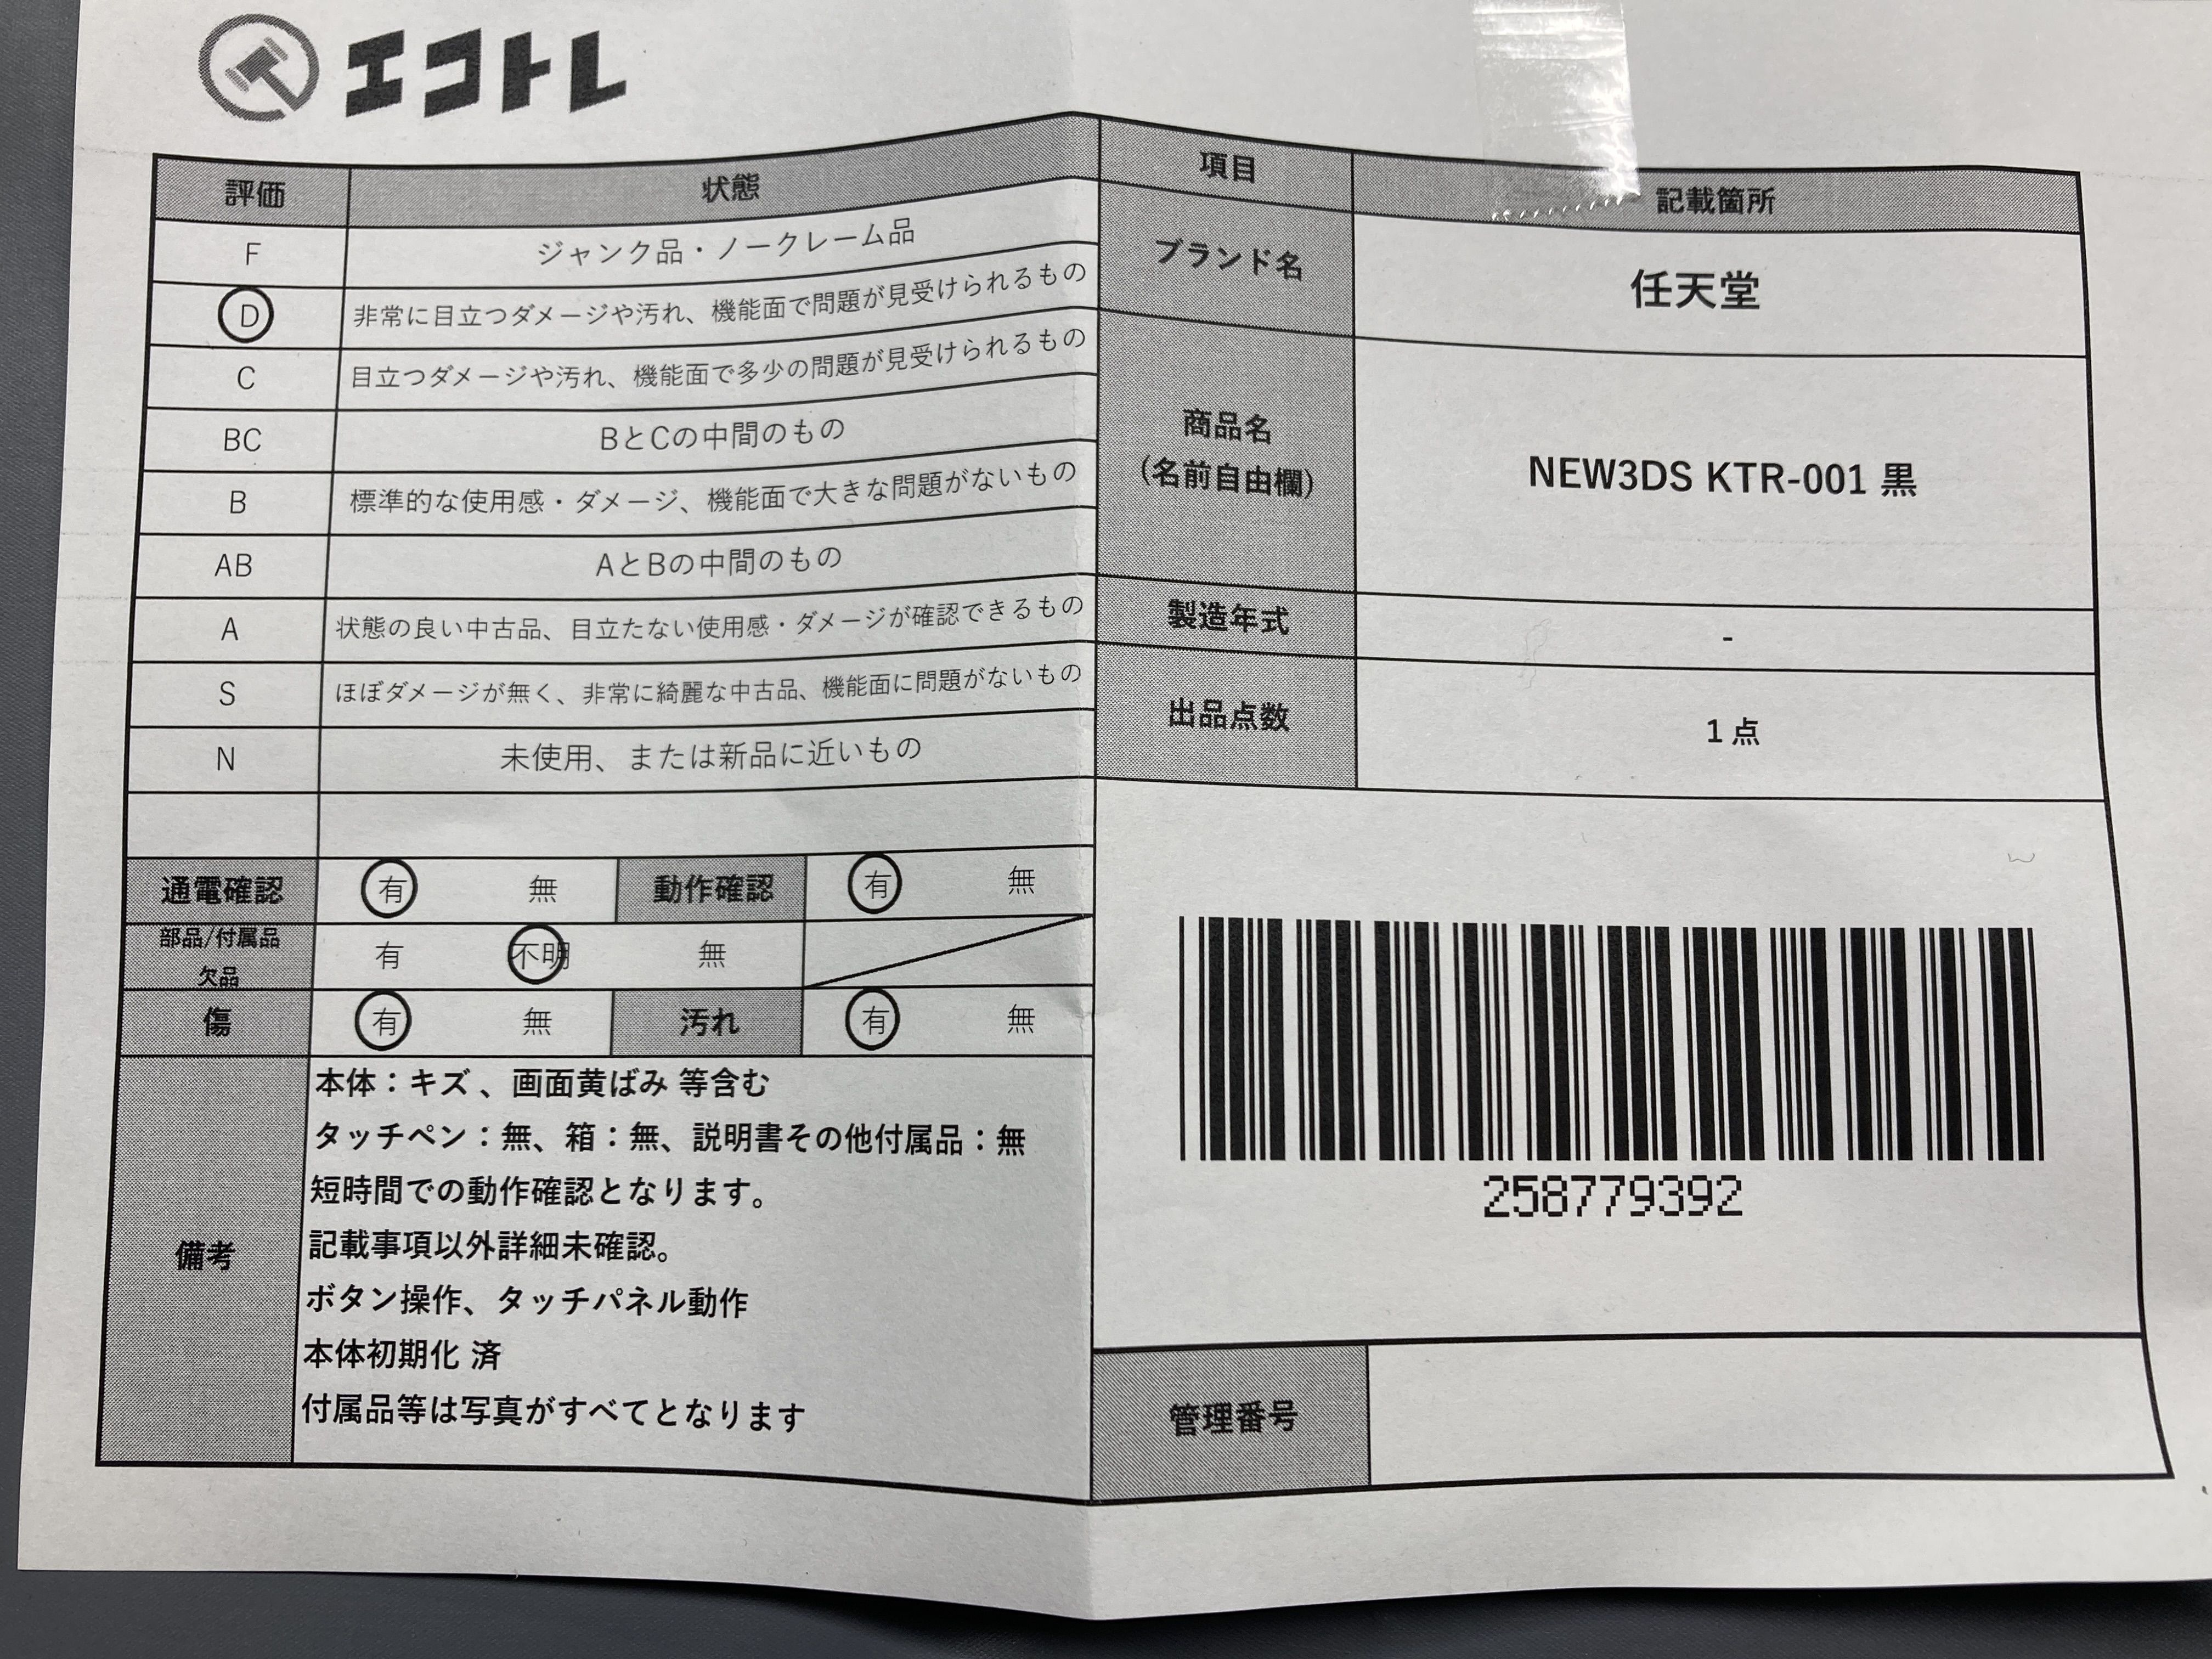 エコトレ
評価 状態
F ジャンク品・ノークレーム品
D 非常に目立つダメージや汚れ、機能面で問題が見受けられるもの
C 目立つダメージや汚れ、機能面で多少の問題が見受けられるもの
BC BとCの中間のもの
B 標準的な使用感・ダメージ、機能面で大きな問題がないもの
AB AとBの中間のもの
A 状態の良い中古品、目立たない使用感・ダメージが確認できるもの
S ほぼダメージが無く、非常に綺麗な中古品、機能面に問題がないもの
N 未使用、または新品に近いもの
通電確認 有 無 動作確認 有 無
部品/付属品
欠品 有 不明 無
傷 有 無 汚れ 有 無
備考
本体：キズ 、画面黄ばみ 等含む
タッチペン：無、箱：無、説明書その他付属品：無
短時間での動作確認となります。
記載事項以外詳細未確認。
ボタン操作、タッチパネル動作
本体初期化 済
付属品等は写真がすべてとなります
項目 記載箇所
ブランド名 任天堂
商品名
(名前自由欄) NEW3DS KTR-001 黒
製造年式 -
出品点数 1 点
258779392
管理番号